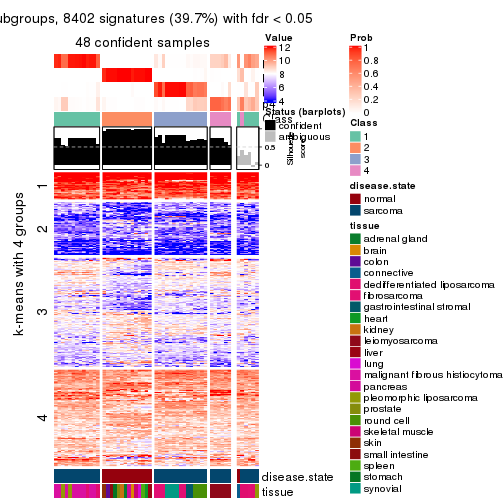 ubgroups, 8402 signatures (39.7%) with fdr < 0.05
48 confident samples
Value
12
10
8
6
4
Status (barplots)
confident
ambiguous
Prob
1
0.8
0.6
0.4
0.2
0
Class
1
2
3
4
disease.state
normal
sarcoma
tissue
adrenal gland
brain
colon
connective
dedifferentiated liposarcoma
fibrosarcoma
gastrointestinal stromal
heart
kidney
leiomyosarcoma
liver
lung
malignant fibrous histiocytoma
pancreas
pleomorphic liposarcoma
prostate
round cell
skeletal muscle
skin
small intestine
spleen
stomach
synovial
Class
0.5
0
Silhouette
score
k-means with 4 groups
1
2
3
4
disease.state
tissue